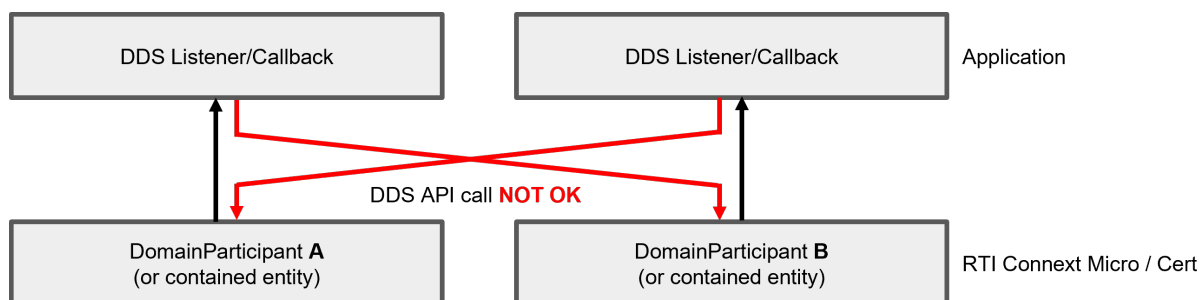 DDS Listener/Callback
DDS Listener/Callback
Application
DDS API call NOT OK
DomainParticipant A
(or contained entity)
DomainParticipant B
(or contained entity)
RTI Connext Micro / Cert